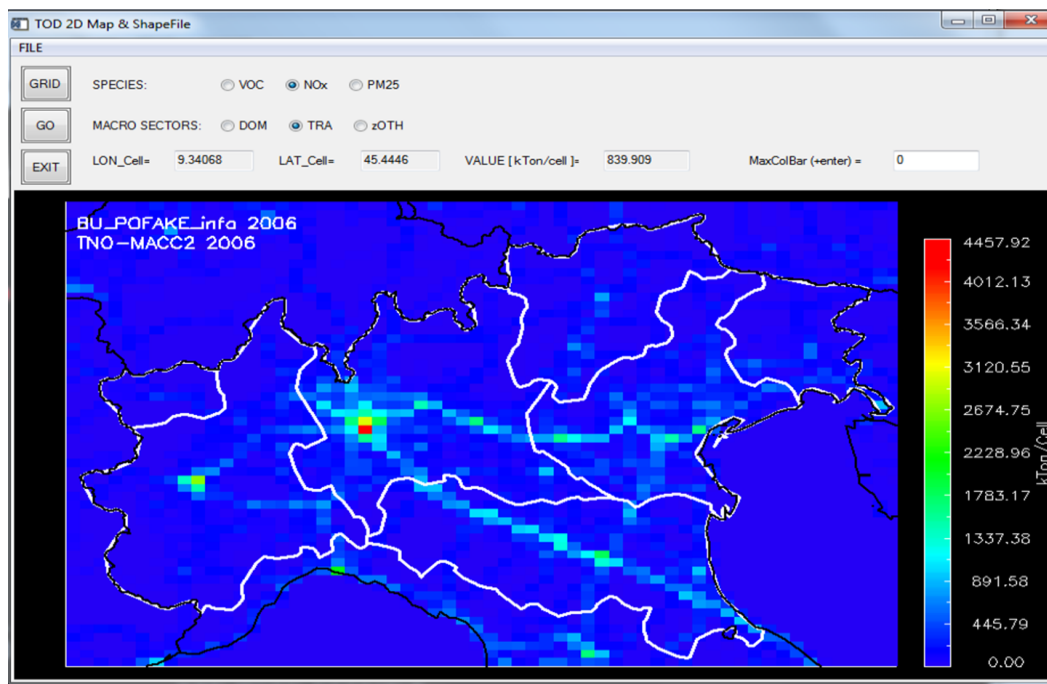 TOD 2D Map & ShapeFile
FILE
GRID SPECIES: VOC NOx PM25
GO MACRO SECTORS: DOM TRA zOTH
EXIT LON_Cell= 9.34068 LAT_Cell= 45.4446 VALUE [ kTon/cell ]= 839.909 MaxColBar (+enter) = 0
BU_POFAKE_info 2006
TNO-MACC2 2006
4457.92
4012.13
3566.34
3120.55
2674.75
2228.96
1783.17
1337.38
891.58
445.79
0.00
kTon/Cell